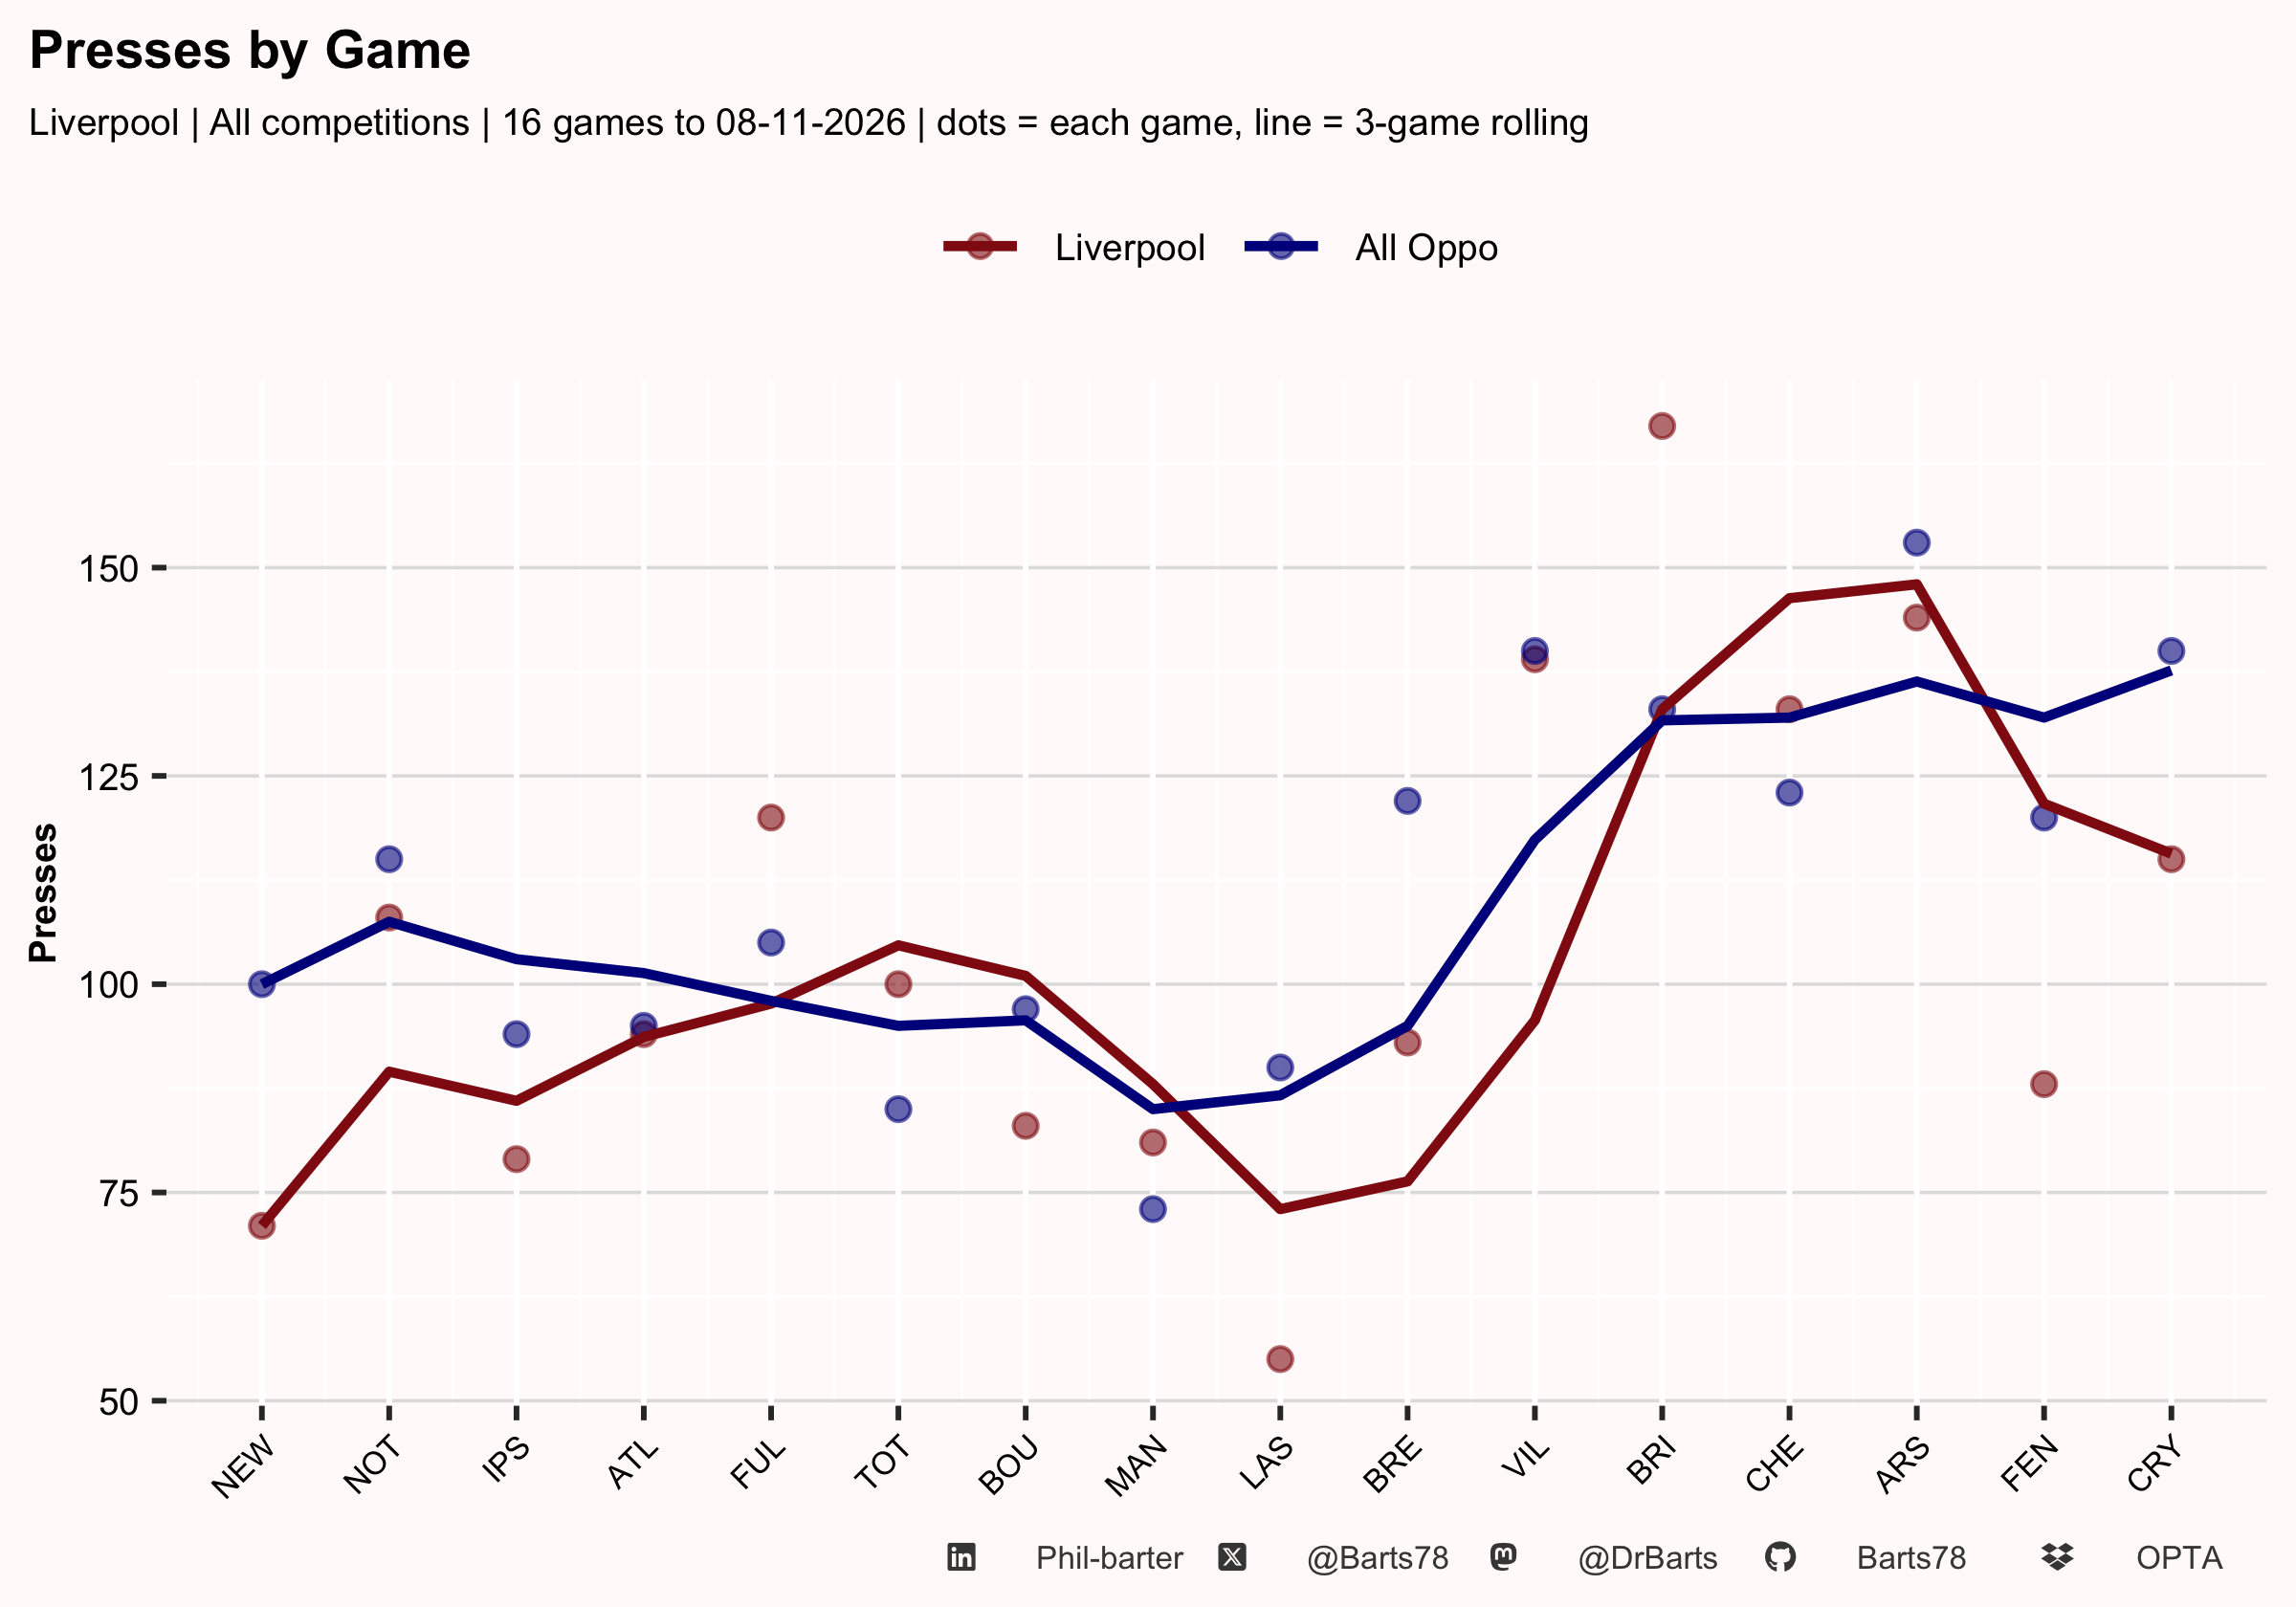 Presses by Game
Liverpool | All competitions | 16 games to 08-11-2026 | dots = each game, line = 3-game rolling
Liverpool All Oppo
Presses
150
125
100
75
50
NEW NOT IPS ATL FUL TOT BOU MAN LAS BRE VIL BRI CHE ARS FEN CRY
Phil-barter @Barts78 @DrBarts Barts78 OPTA